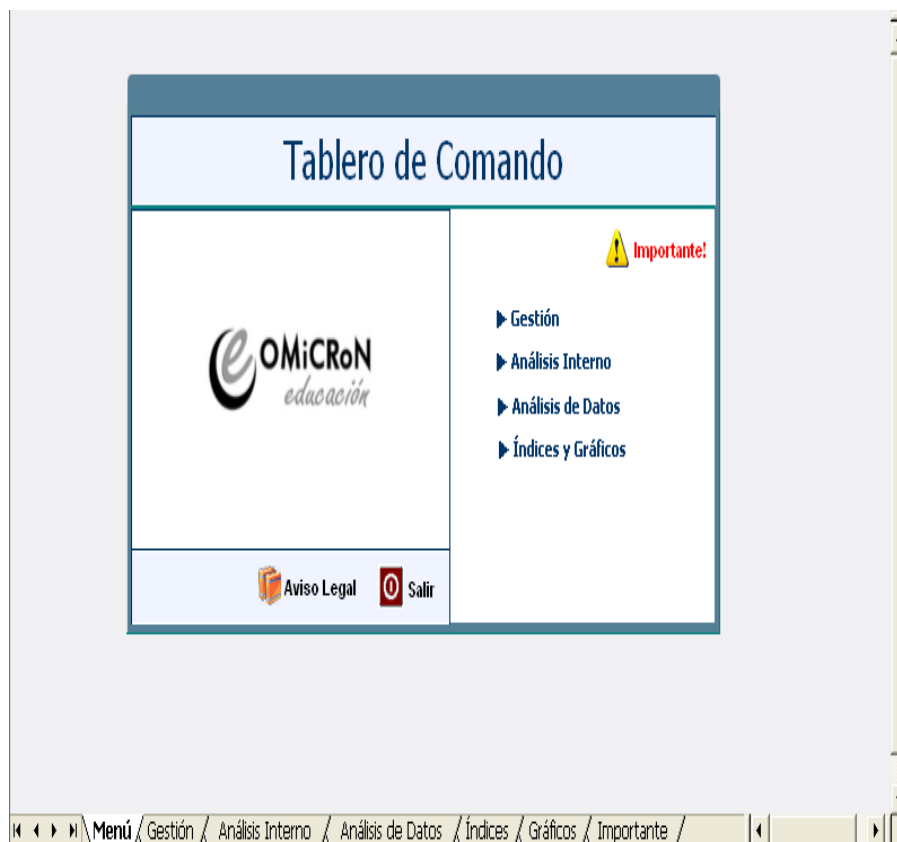 Tablero de Comando
Importante!
Gestión
Análisis Interno
Análisis de Datos
Índices y Gráficos
e OMiCRoN
educación
Aviso Legal Salir
Menú Gestión Análisis Interno Análisis de Datos Índices Gráficos Importante